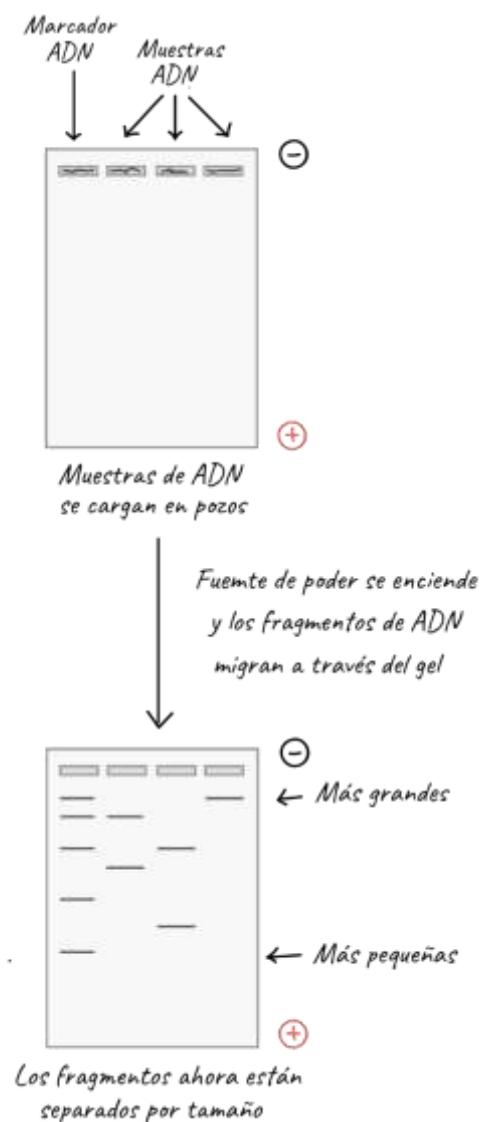 Marcador
ADN
Muestras
ADN
−
+
Muestras de ADN
se cargan en pozos
Fuemte de poder se enciende
y los fragmentos de ADN
migran a través del gel
−
← Más grandes
← Más pequeñas
+
Los fragmentos ahora están
separados por tamaño